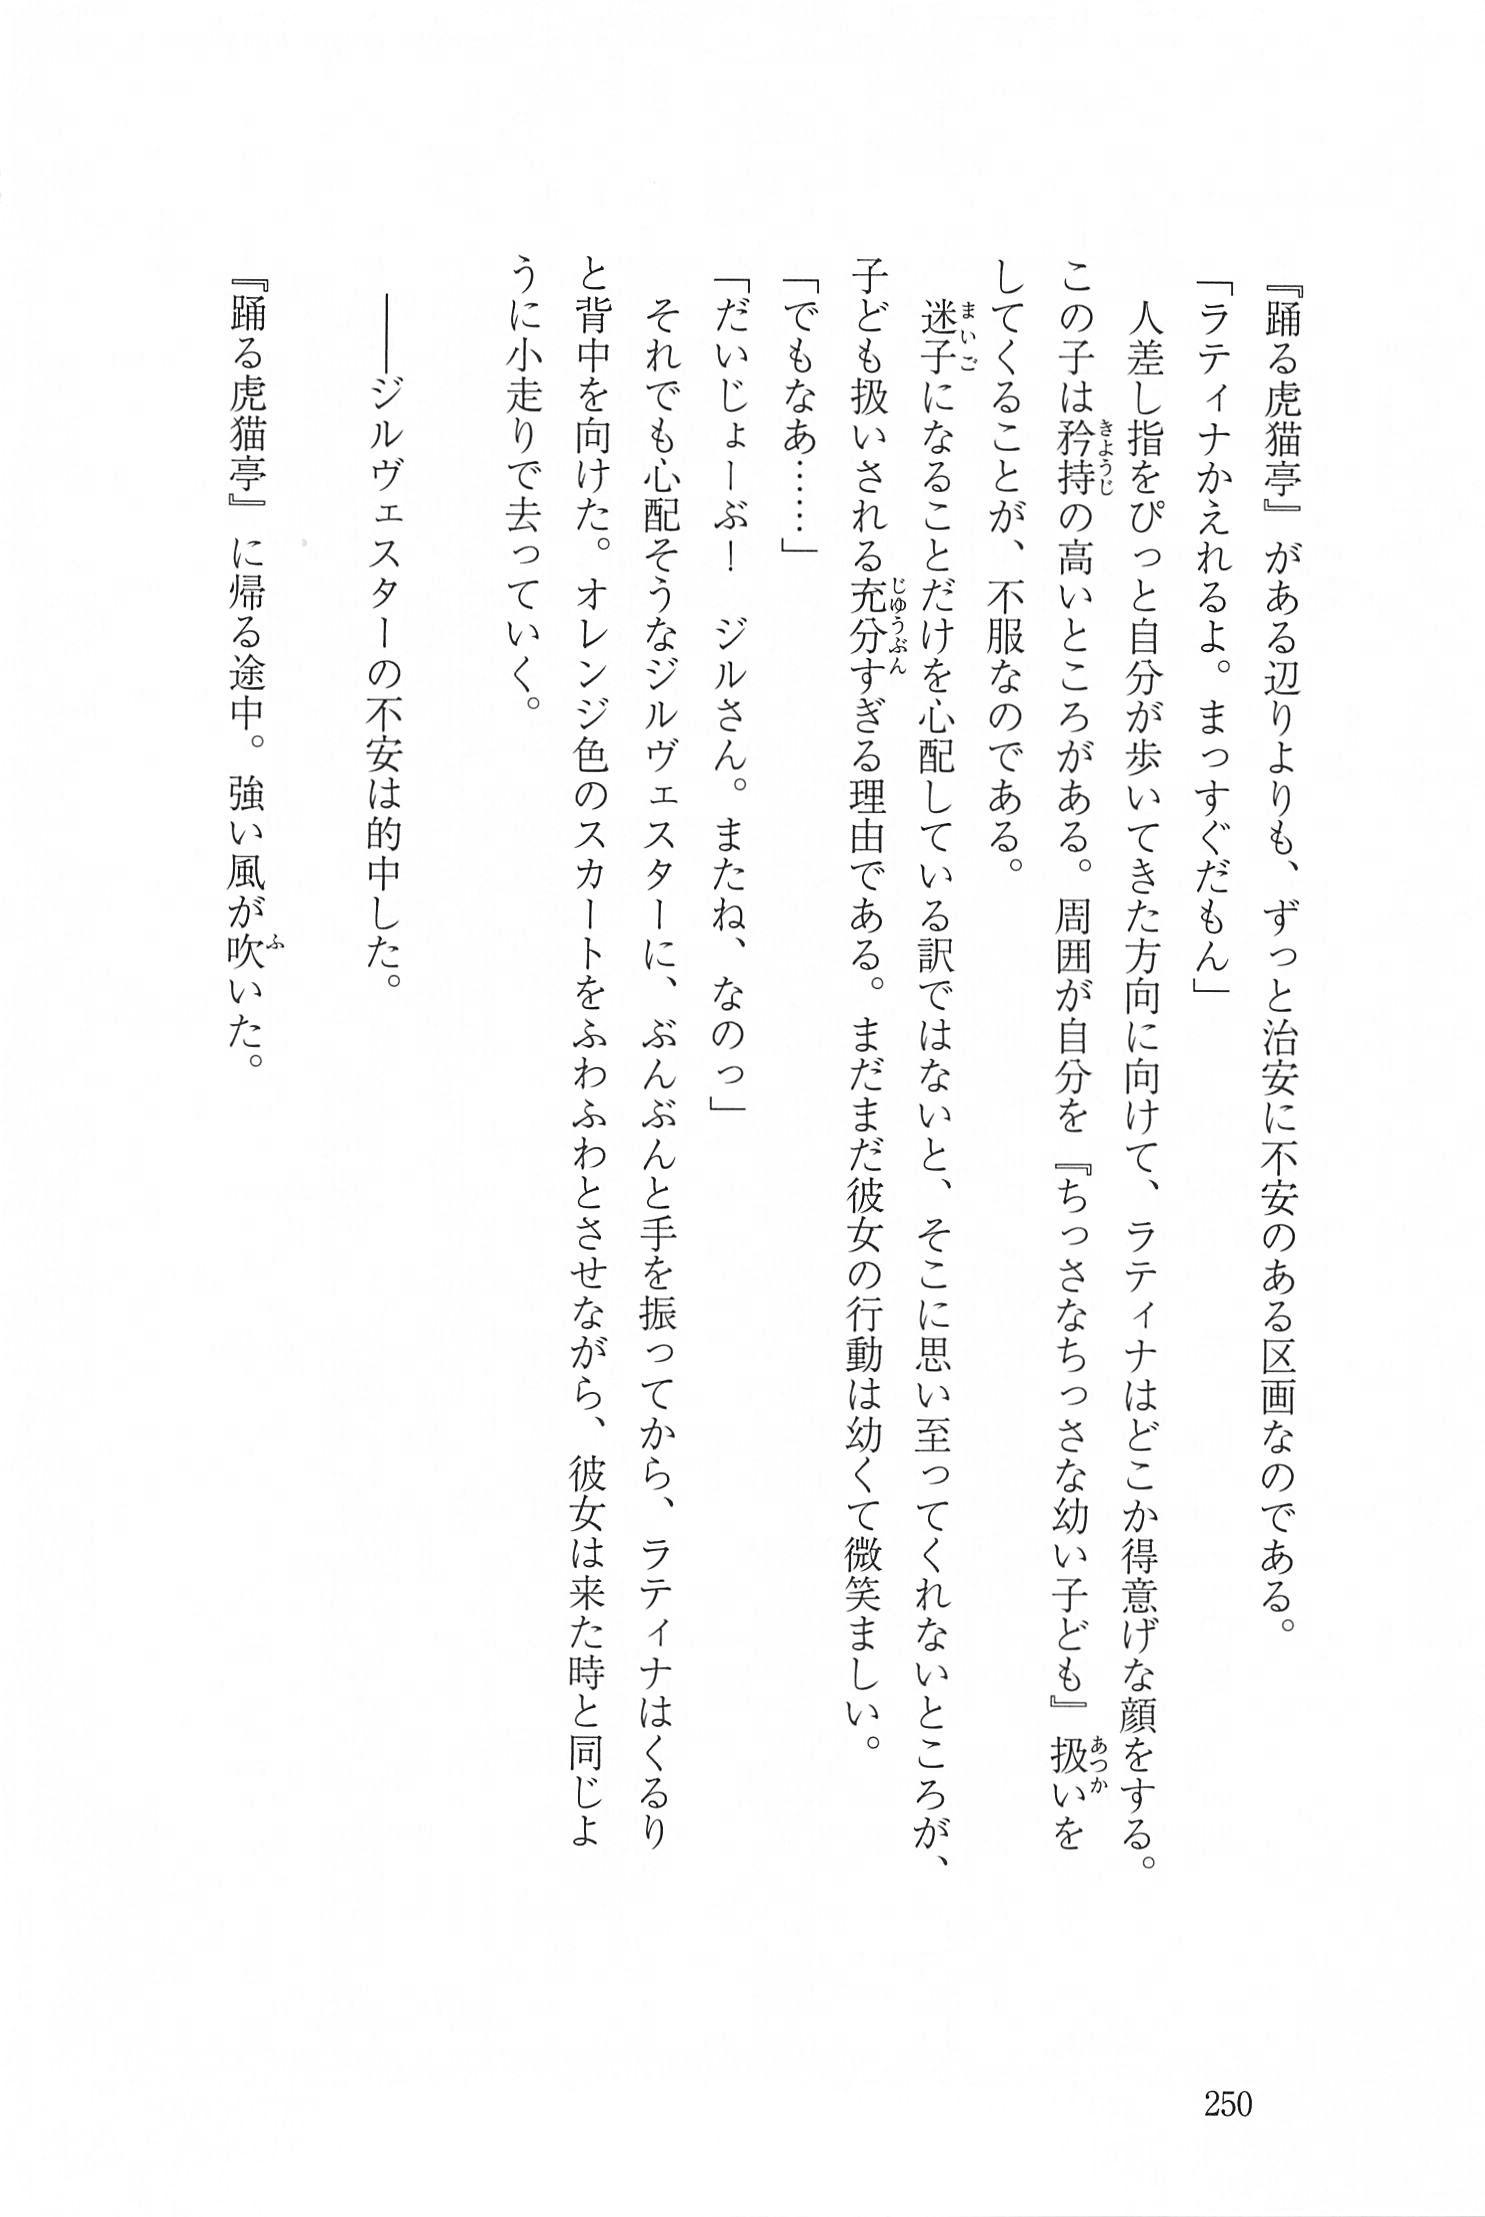 『踊る虎猫亭』がある辺りよりも、ずっと治安に不安のある区画なのである。
「ラティナかえれるよ。まっすぐだもん」
人差し指をぴっと自分が歩いてきた方向に向けて、ラティナはどこか得意げな顔をする。
この子は矜持の高いところがある。周囲が自分を『ちっさなちっさな幼い子ども』扱いを
きようじ
あつか
してくることが、不服なのである。
迷子になることだけを心配している訳ではないと、そこに思い至ってくれないところが、
まいご
子ども扱いされる充分すぎる理由である。まだまだ彼女の行動は幼くて微笑ましい。
じゆうぶん
「でもなあ……」
「だいじょーぶ！　ジルさん。またね、なのっ」
それでも心配そうなジルヴェスターに、ぶんぶんと手を振ってから、ラティナはくるり
と背中を向けた。オレンジ色のスカートをふわふわとさせながら、彼女は来た時と同じよ
うに小走りで去っていく。
――ジルヴェスターの不安は的中した。
『踊る虎猫亭』に帰る途中。強い風が吹いた。
ふ
250